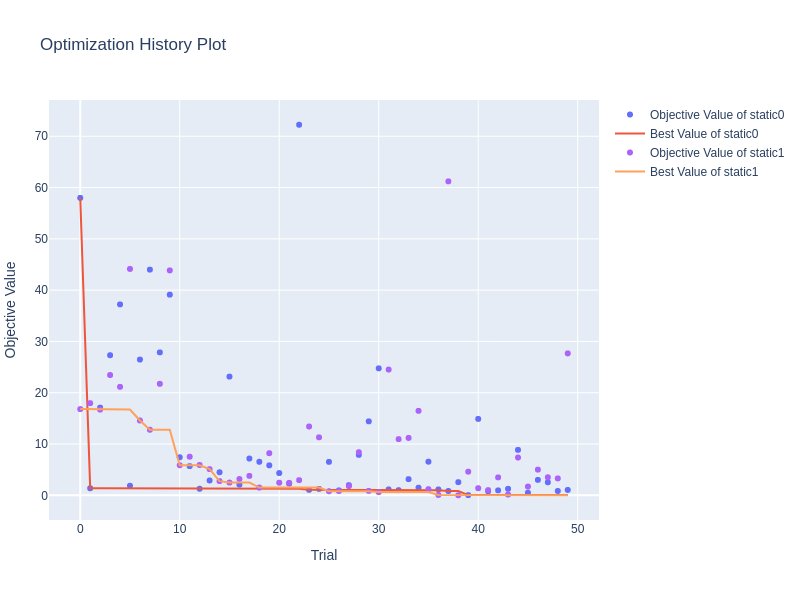 Optimization History Plot
Objective Value of static0
Best Value of static0
Objective Value of static1
Best Value of static1
Objective Value
70
60
50
40
30
20
10
0
0 10 20 30 40 50
Trial